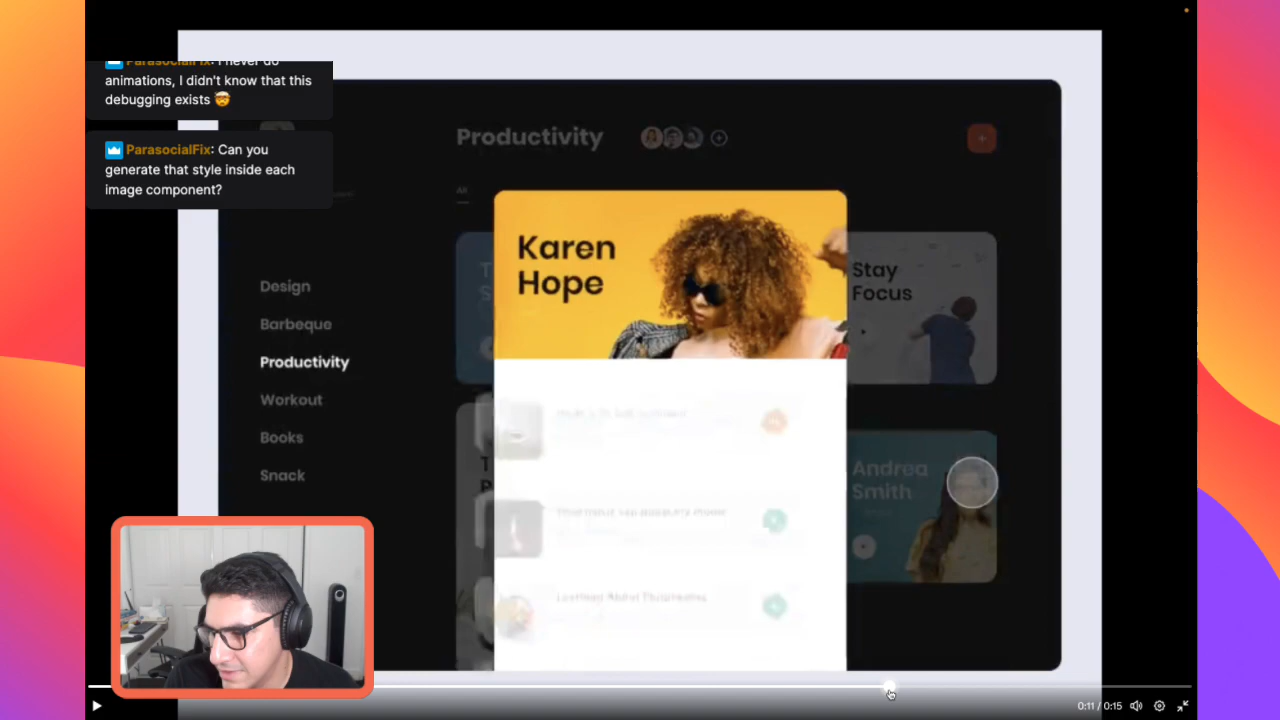 ParasocialFix: I never do
animations, I didn't know that this
debugging exists 🤯
ParasocialFix: Can you
generate that style inside each
image component?
Productivity
All
Design
Barbeque
Productivity
Workout
Books
Snack
Karen
Hope
Stay
Focus
Andrea
Smith
0:11 / 0:15